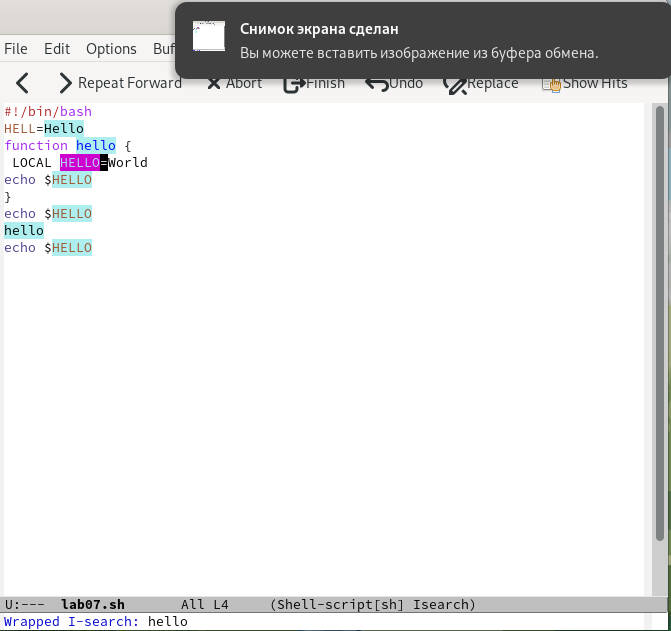 Снимок экрана сделан
Вы можете вставить изображение из буфера обмена.
File Edit Options
Repeat Forward Abort Finish Undo Replace Show Hits
#!/bin/bash
HELL=Hello
function hello {
 LOCAL HELLO=World
echo $HELLO
}
echo $HELLO
hello
echo $HELLO
U:--- lab07.sh All L4 (Shell-script[sh] Isearch)
Wrapped I-search: hello